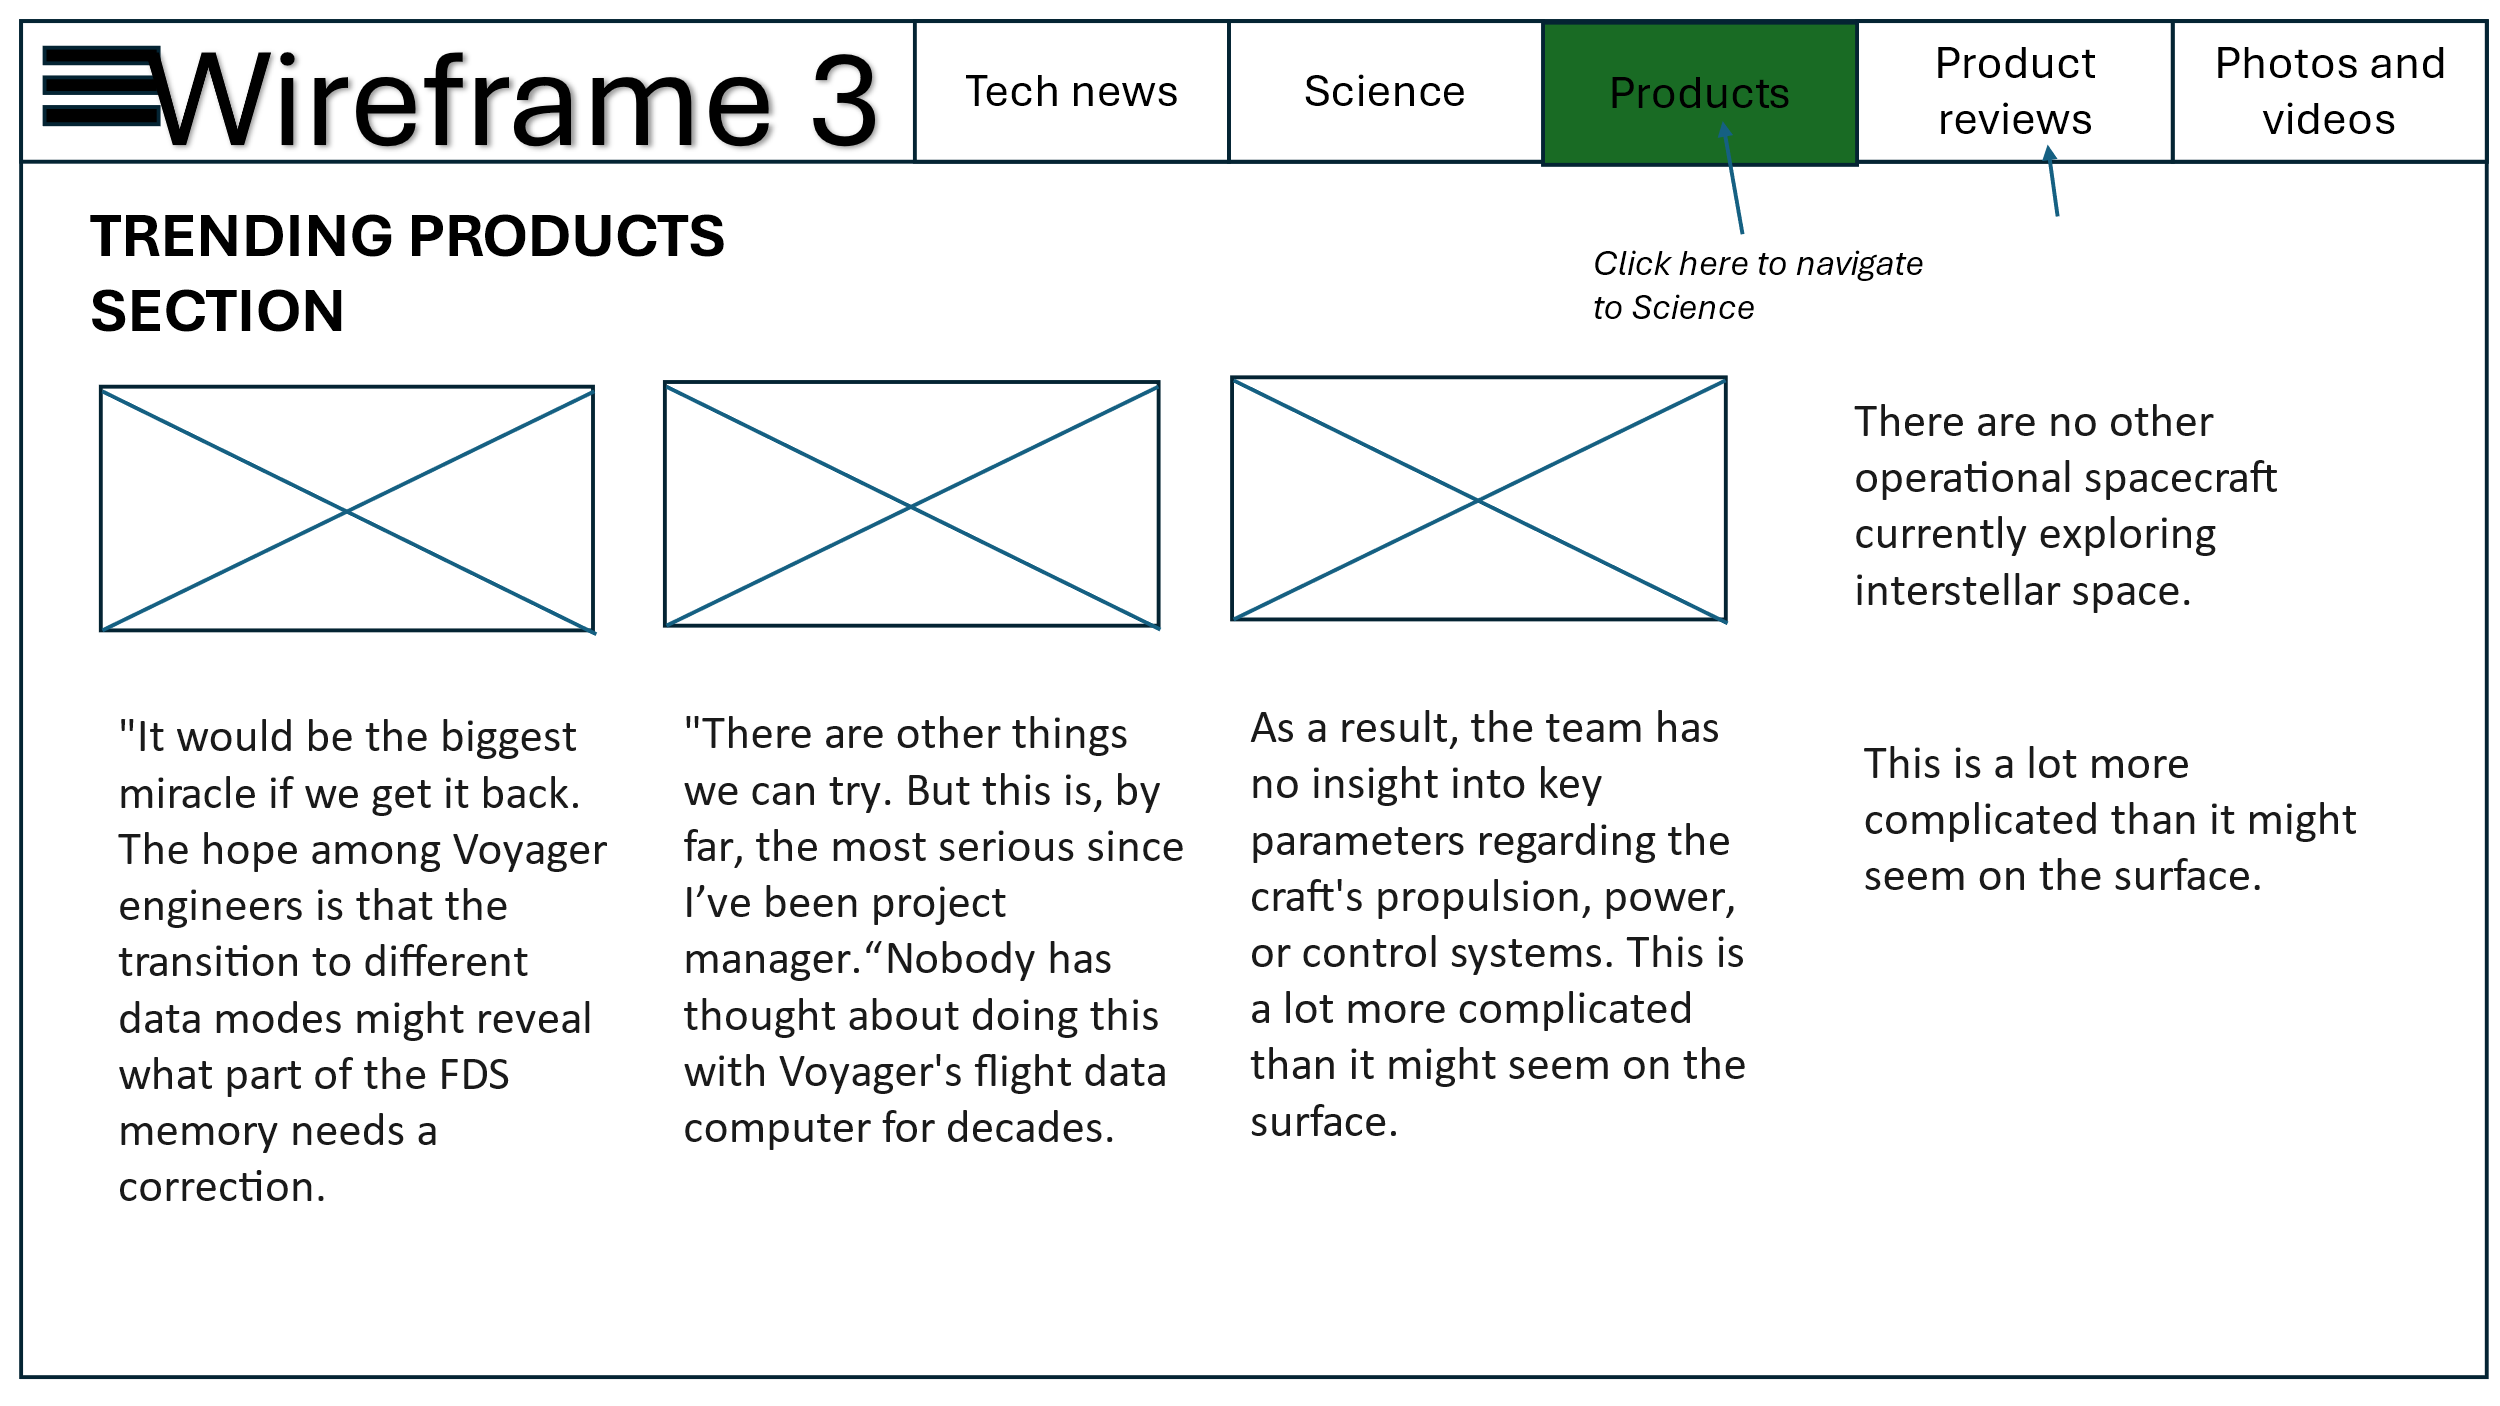 Wireframe 3
Tech news
Science
Products
Product
reviews
Photos and
videos
TRENDING PRODUCTS
SECTION
Click here to navigate
to Science
"It would be the biggest
miracle if we get it back.
The hope among Voyager
engineers is that the
transition to different
data modes might reveal
what part of the FDS
memory needs a
correction.
"There are other things
we can try. But this is, by
far, the most serious since
I’ve been project
manager.“Nobody has
thought about doing this
with Voyager's flight data
computer for decades.
As a result, the team has
no insight into key
parameters regarding the
craft's propulsion, power,
or control systems. This is
a lot more complicated
than it might seem on the
surface.
There are no other
operational spacecraft
currently exploring
interstellar space.
This is a lot more
complicated than it might
seem on the surface.